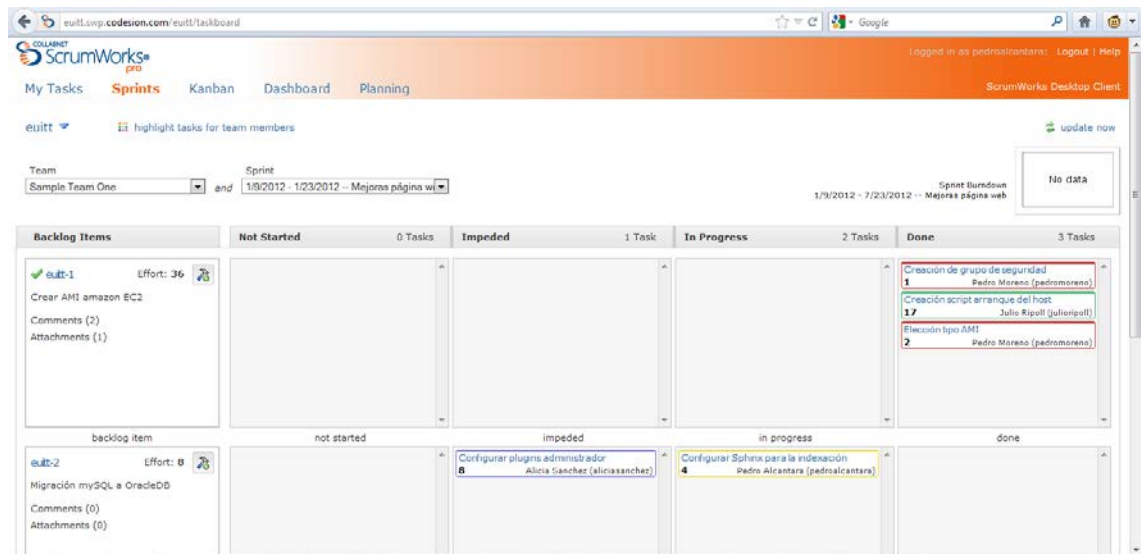 euitt.swp.codesion.com/euitt/taskboard
Google
COLLABNET
ScrumWorks
pro
Logged in as pedroalcantara: Logout | Help
My Tasks Sprints Kanban Dashboard Planning
ScrumWorks Desktop Client
euitt highlight tasks for team members
update now
Team Sprint
Sample Team One and 1/9/2012 - 1/23/2012 -- Mejoras página we
Sprint Burndown
1/9/2012 - 7/23/2012 -- Mejoras página web
No data
Backlog Items Not Started 0 Tasks Impeded 1 Task In Progress 2 Tasks Done 3 Tasks
euitt-1 Effort: 36
Crear AMI amazon EC2
Comments (2)
Attachments (1)
Creación de grupo de seguridad
1 Pedro Moreno (pedromoreno)
Creación script arranque del host
17 Julio Ripoll (julioripoll)
Elección tipo AMI
2 Pedro Moreno (pedromoreno)
backlog item not started impeded in progress done
euitt-2 Effort: 8
Migración mySQL a OracleDB
Comments (0)
Attachments (0)
Configurar plugins administrador
8 Alicia Sanchez (aliciasanchez)
Configurar Sphinx para la indexación
4 Pedro Alcantara (pedroalcantara)